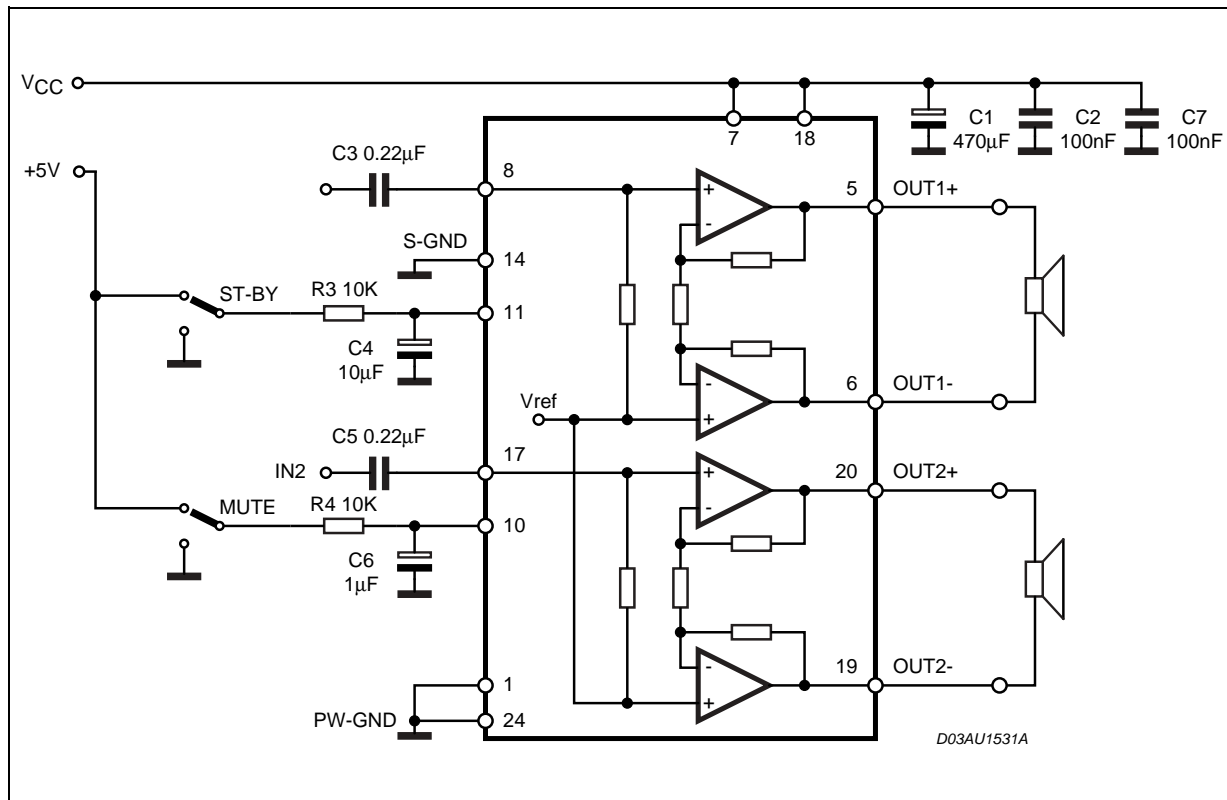 VCC
7
18
C1
470µF
C2
100nF
C7
100nF
+5V
C3 0.22µF
8
+
-
5
OUT1+
S-GND
14
ST-BY
R3 10K
11
C4
10µF
Vref
-
+
6
OUT1-
C5 0.22µF
IN2
17
+
-
20
OUT2+
MUTE
R4 10K
10
C6
1µF
-
+
19
OUT2-
1
PW-GND
24
D03AU1531A